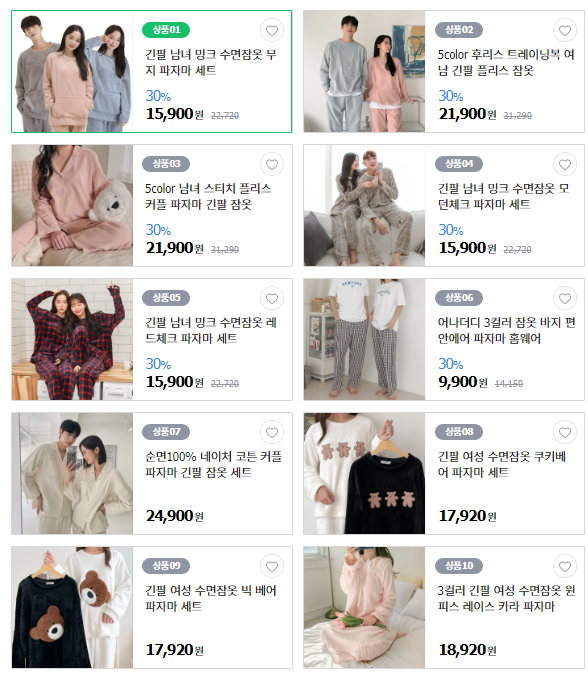 상품01
긴팔 남녀 밍크 수면잠옷 무
지 파자마 세트
30%
15,900원 22,720
상품02
5color 후리스 트레이닝복 여
남 긴팔 플리스 잠옷
30%
21,900원 31,290
상품03
5color 남녀 스티치 플리스
커플 파자마 긴팔 잠옷
30%
21,900원 31,290
상품04
긴팔 남녀 밍크 수면잠옷 모
던체크 파자마 세트
30%
15,900원 22,720
상품05
긴팔 남녀 밍크 수면잠옷 레
드체크 파자마 세트
30%
15,900원 22,720
상품06
어나더디 3컬러 잠옷 바지 편
안에어 파자마 홈웨어
30%
9,900원 14,150
상품07
순면100% 네이처 코튼 커플
파자마 긴팔 잠옷 세트
24,900원
상품08
긴팔 여성 수면잠옷 쿠키베
어 파자마 세트
17,920원
상품09
긴팔 여성 수면잠옷 빅 베어
파자마 세트
17,920원
상품10
3컬러 긴팔 여성 수면잠옷 원
피스 레이스 카라 파자마
18,920원